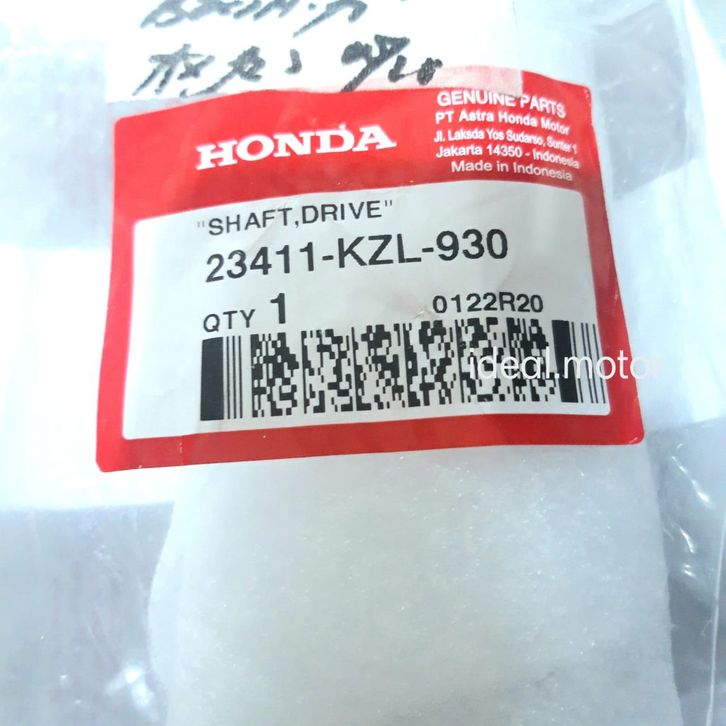 HONDA
GENUINE PARTS
PT Astra Honda Motor
Jl. Laksda Yos Sudarso, Sunter 1
Jakarta 14350 - Indonesia
Made in Indonesia
"SHAFT,DRIVE"
23411-KZL-930
QTY 1 0122R20
ideal.motor